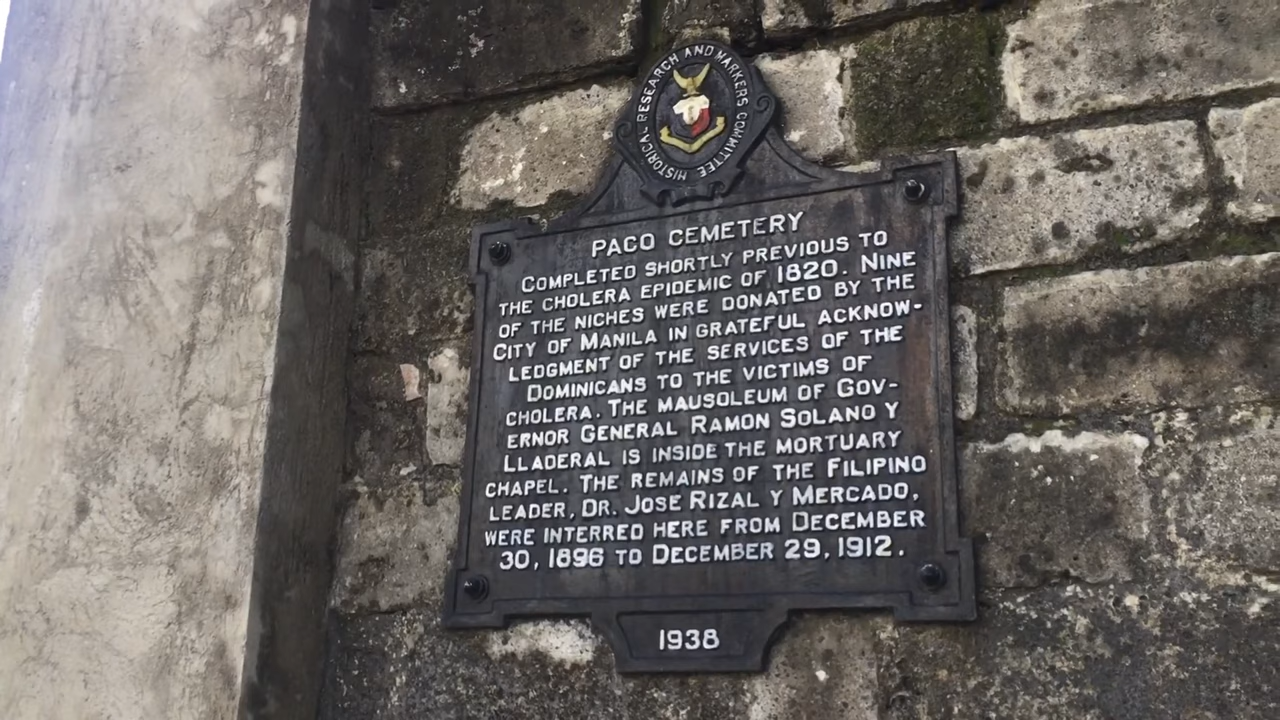 HISTORICAL RESEARCH AND MARKERS COMMITTEE
PACO CEMETERY
COMPLETED SHORTLY PREVIOUS TO
THE CHOLERA EPIDEMIC OF 1820. NINE
OF THE NICHES WERE DONATED BY THE
CITY OF MANILA IN GRATEFUL ACKNOW-
LEDGMENT OF THE SERVICES OF THE
DOMINICANS TO THE VICTIMS OF
CHOLERA. THE MAUSOLEUM OF GOV-
ERNOR GENERAL RAMON SOLANO Y
LLADERAL IS INSIDE THE MORTUARY
CHAPEL. THE REMAINS OF THE FILIPINO
LEADER, DR. JOSE RIZAL Y MERCADO,
WERE INTERRED HERE FROM DECEMBER
30, 1896 TO DECEMBER 29, 1912.
1938